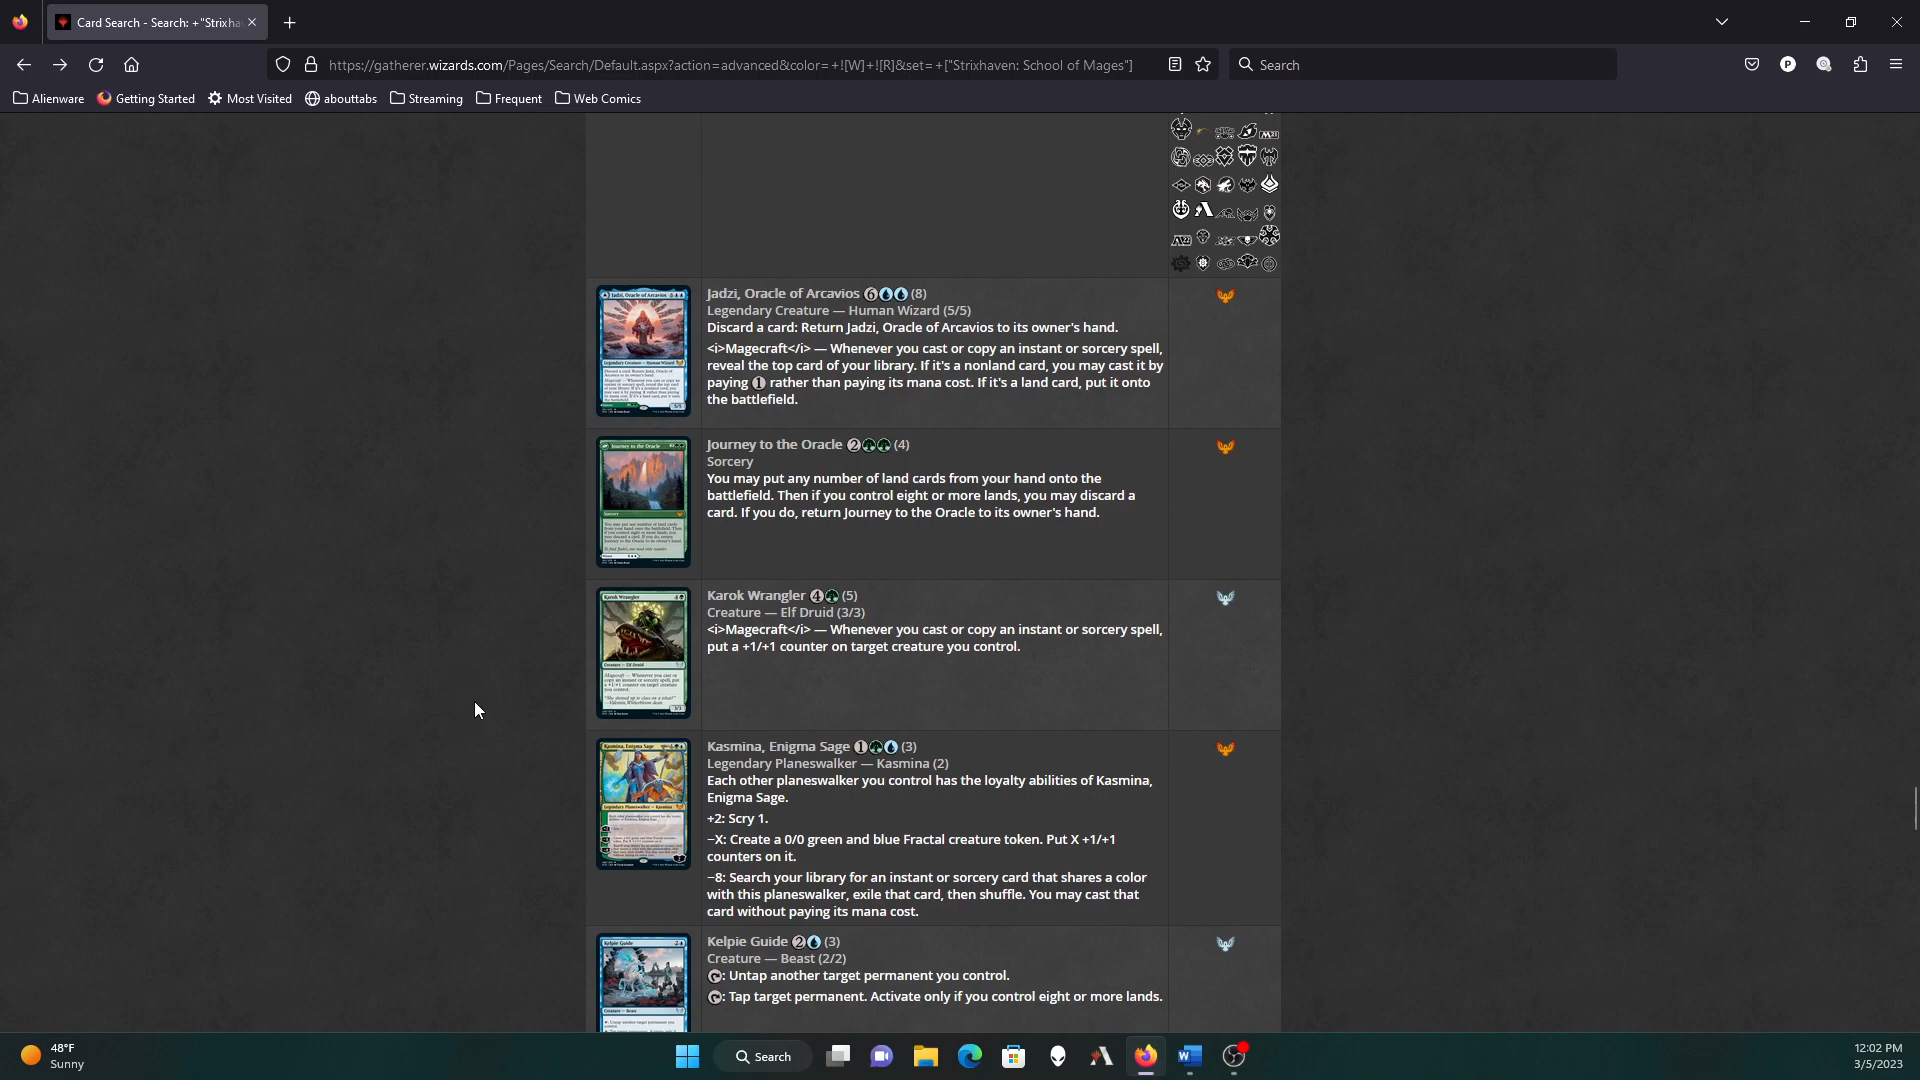 Card Search - Search: +"Strixha
https://gatherer.wizards.com/Pages/Search/Default.aspx?action=advanced&color=+![W]+![R]&set=+["Strixhaven: School of Mages"]
Search
Alienware
Getting Started
Most Visited
abouttabs
Streaming
Frequent
Web Comics
M21
Jadzi, Oracle of Arcavios 6 (8)
Legendary Creature — Human Wizard (5/5)
Discard a card: Return Jadzi, Oracle of Arcavios to its owner's hand.
<i>Magecraft</i> — Whenever you cast or copy an instant or sorcery spell,
reveal the top card of your library. If it's a nonland card, you may cast it by
paying 1 rather than paying its mana cost. If it's a land card, put it onto
the battlefield.
Journey to the Oracle 2 (4)
Sorcery
You may put any number of land cards from your hand onto the
battlefield. Then if you control eight or more lands, you may discard a
card. If you do, return Journey to the Oracle to its owner's hand.
Karok Wrangler 4 (5)
Creature — Elf Druid (3/3)
<i>Magecraft</i> — Whenever you cast or copy an instant or sorcery spell,
put a +1/+1 counter on target creature you control.
Kasmina, Enigma Sage 1 (3)
Legendary Planeswalker — Kasmina (2)
Each other planeswalker you control has the loyalty abilities of Kasmina,
Enigma Sage.
+2: Scry 1.
−X: Create a 0/0 green and blue Fractal creature token. Put X +1/+1
counters on it.
−8: Search your library for an instant or sorcery card that shares a color
with this planeswalker, exile that card, then shuffle. You may cast that
card without paying its mana cost.
Kelpie Guide 2 (3)
Creature — Beast (2/2)
: Untap another target permanent you control.
: Tap target permanent. Activate only if you control eight or more lands.
48°F
Sunny
Search
12:02 PM
3/5/2023